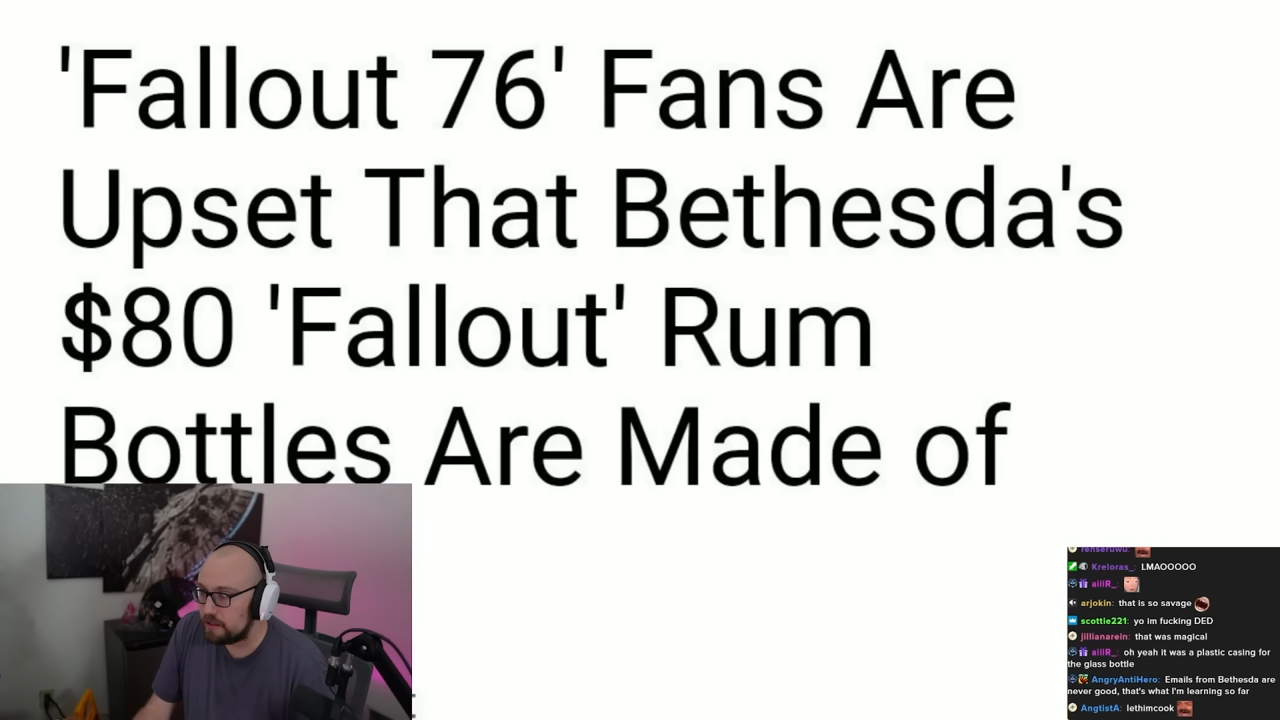 'Fallout 76' Fans Are
Upset That Bethesda's
$80 'Fallout' Rum
Bottles Are Made of
renseruwu:
Kreloras_: LMAOOOOO
aiiiR_:
arjokin: that is so savage
scottie221: yo im fucking DED
jillianarein: that was magical
aiiiR_: oh yeah it was a plastic casing for
the glass bottle
AngryAntiHero: Emails from Bethesda are
never good, that's what I'm learning so far
AngtistA: lethimcook